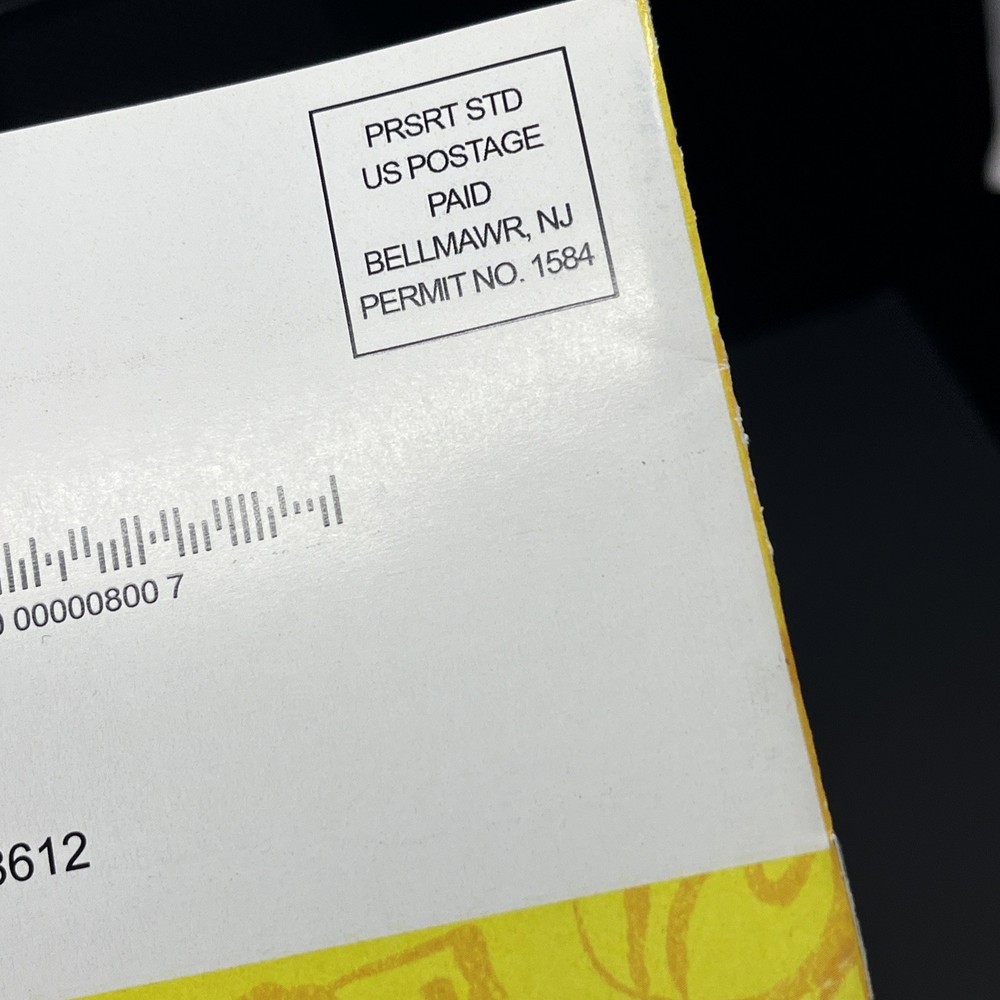 PRSRT STD
US POSTAGE
PAID
BELLMAWR, NJ
PERMIT NO. 1584
00000800 7
3612